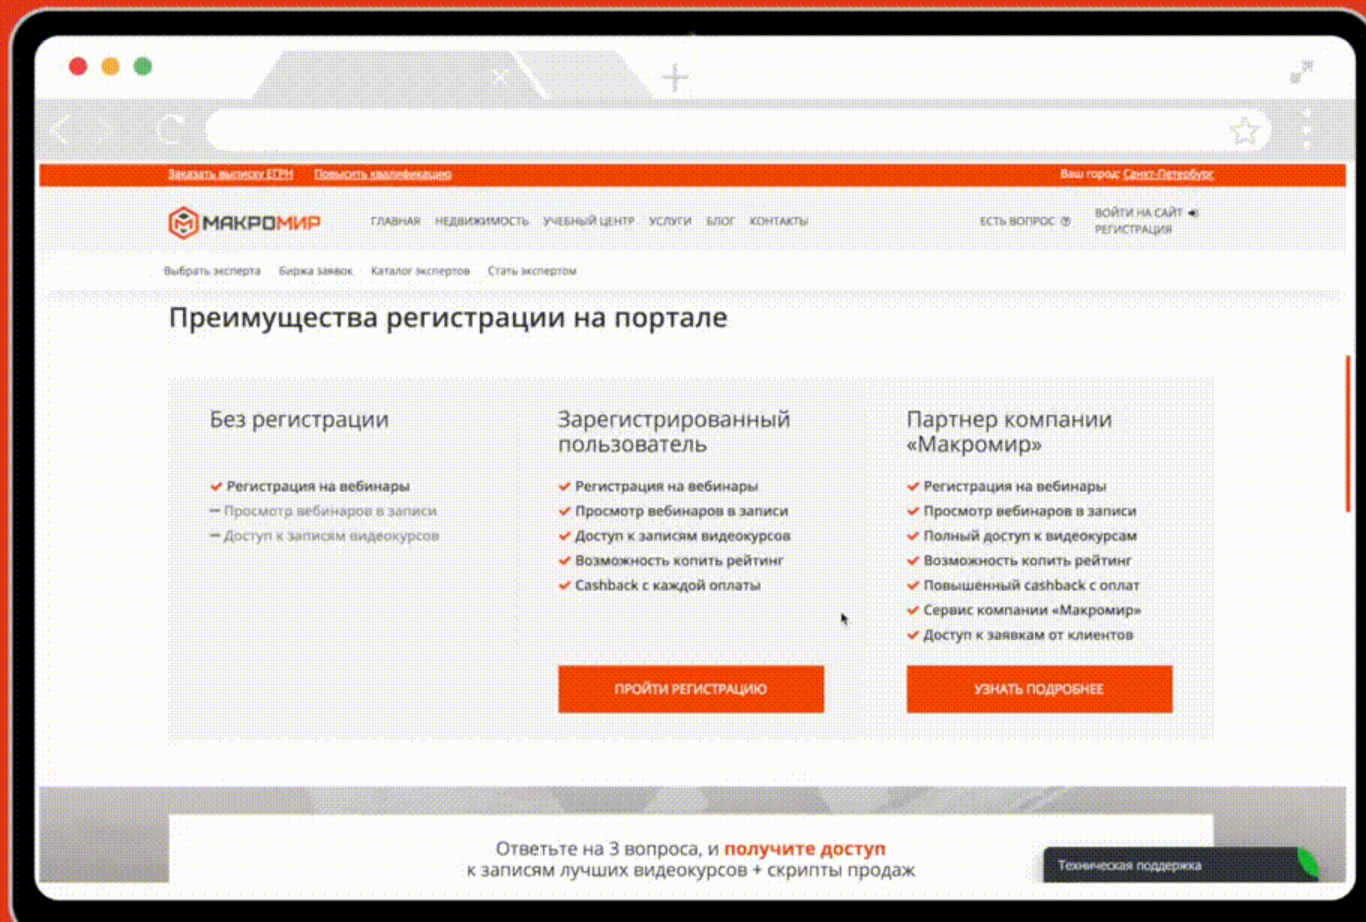 Заказать выписку ЕГРН Повысить квалификацию Ваш город: Санкт-Петербург
МАКРОМИР ГЛАВНАЯ НЕДВИЖИМОСТЬ УЧЕБНЫЙ ЦЕНТР УСЛУГИ БЛОГ КОНТАКТЫ ЕСТЬ ВОПРОС
ВОЙТИ НА САЙТ
РЕГИСТРАЦИЯ
Выбрать эксперта Биржа заявок Каталог экспертов Стать экспертом
Преимущества регистрации на портале
Без регистрации
Регистрация на вебинары
Просмотр вебинаров в записи
Доступ к записям видеокурсов
Зарегистрированный
пользователь
Регистрация на вебинары
Просмотр вебинаров в записи
Доступ к записям видеокурсов
Возможность копить рейтинг
Cashback с каждой оплаты
ПРОЙТИ РЕГИСТРАЦИЮ
Партнер компании
«Макромир»
Регистрация на вебинары
Просмотр вебинаров в записи
Полный доступ к видеокурсам
Возможность копить рейтинг
Повышенный cashback с оплат
Сервис компании «Макромир»
Доступ к заявкам от клиентов
УЗНАТЬ ПОДРОБНЕЕ
Ответьте на 3 вопроса, и получите доступ
к записям лучших видеокурсов + скрипты продаж
Техническая поддержка